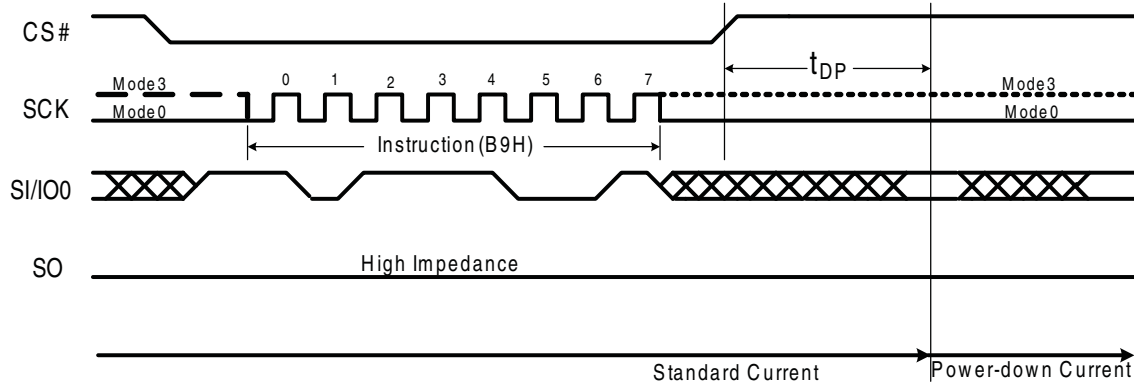 CS#
t_DP
Mode3 0 1 2 3 4 5 6 7 Mode3
SCK
Mode0 Mode0
Instruction(B9H)
SI/IO0
High Impedance
SO
Standard Current Power-down Current